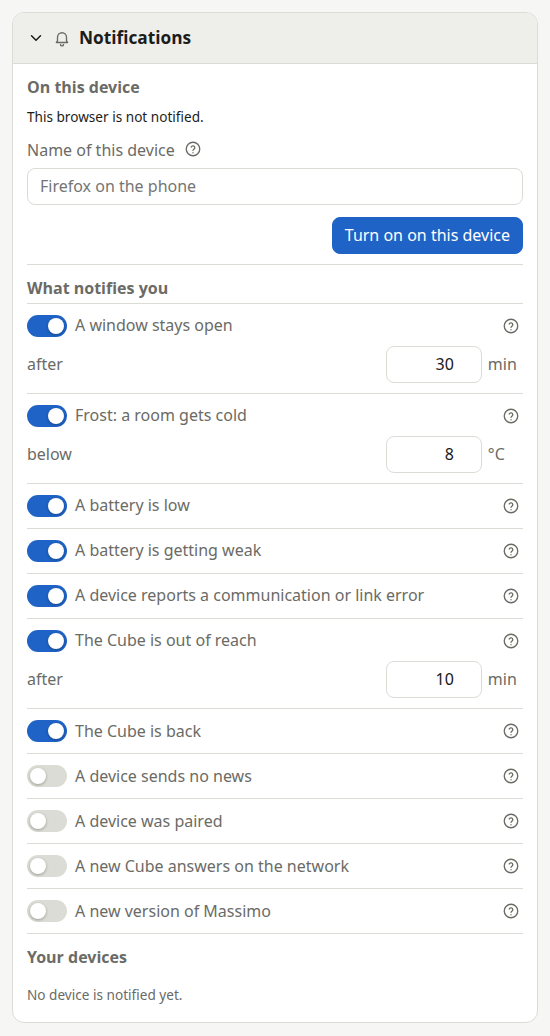 Notifications
On this device
This browser is not notified.
Name of this device
Firefox on the phone
Turn on on this device
What notifies you
A window stays open
after 30 min
Frost: a room gets cold
below 8 °C
A battery is low
A battery is getting weak
A device reports a communication or link error
The Cube is out of reach
after 10 min
The Cube is back
A device sends no news
A device was paired
A new Cube answers on the network
A new version of Massimo
Your devices
No device is notified yet.